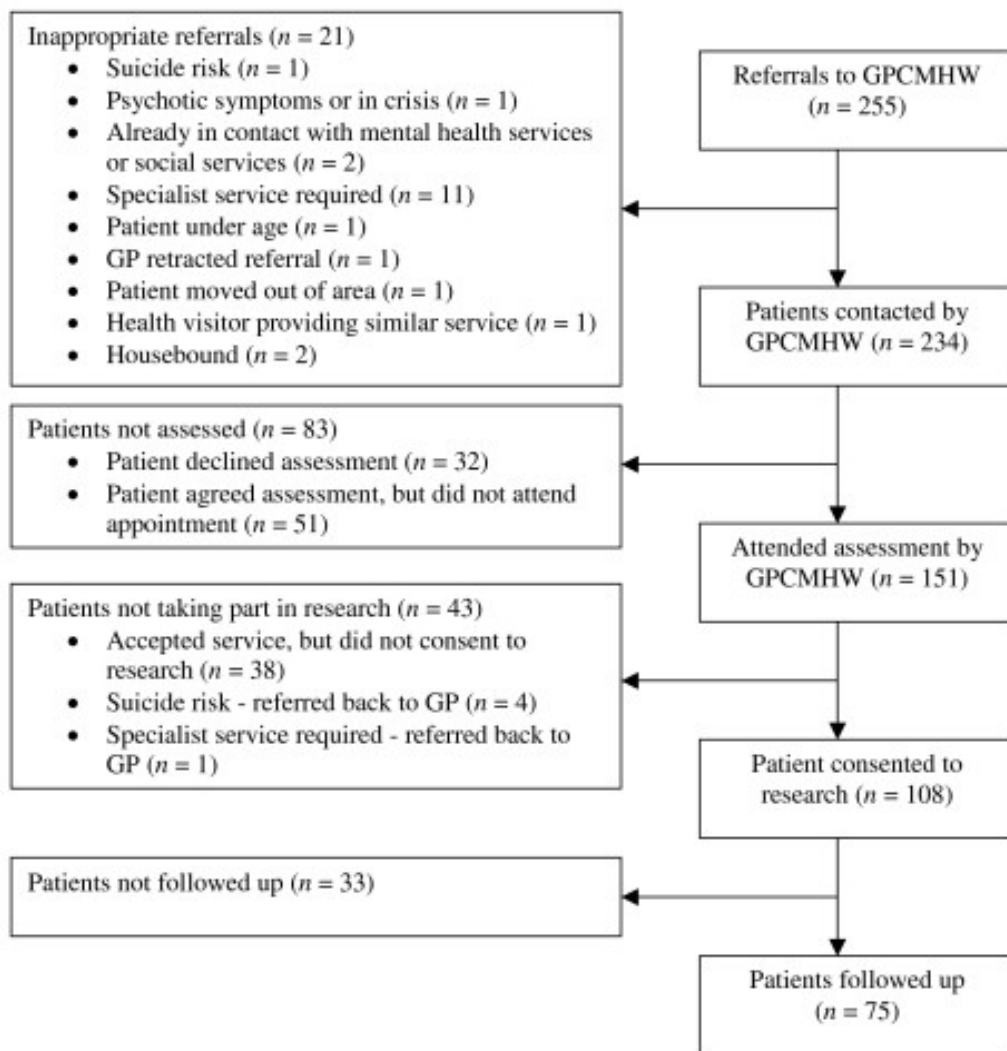 Inappropriate referrals (n = 21)
• Suicide risk (n = 1)
• Psychotic symptoms or in crisis (n = 1)
• Already in contact with mental health services
or social services (n = 2)
• Specialist service required (n = 11)
• Patient under age (n = 1)
• GP retracted referral (n = 1)
• Patient moved out of area (n = 1)
• Health visitor providing similar service (n = 1)
• Housebound (n = 2)
Referrals to GPCMHW
(n = 255)
Patients contacted by
GPCMHW (n = 234)
Patients not assessed (n = 83)
• Patient declined assessment (n = 32)
• Patient agreed assessment, but did not attend
appointment (n = 51)
Attended assessment by
GPCMHW (n = 151)
Patients not taking part in research (n = 43)
• Accepted service, but did not consent to
research (n = 38)
• Suicide risk - referred back to GP (n = 4)
• Specialist service required - referred back to
GP (n = 1)
Patient consented to
research (n = 108)
Patients not followed up (n = 33)
Patients followed up
(n = 75)